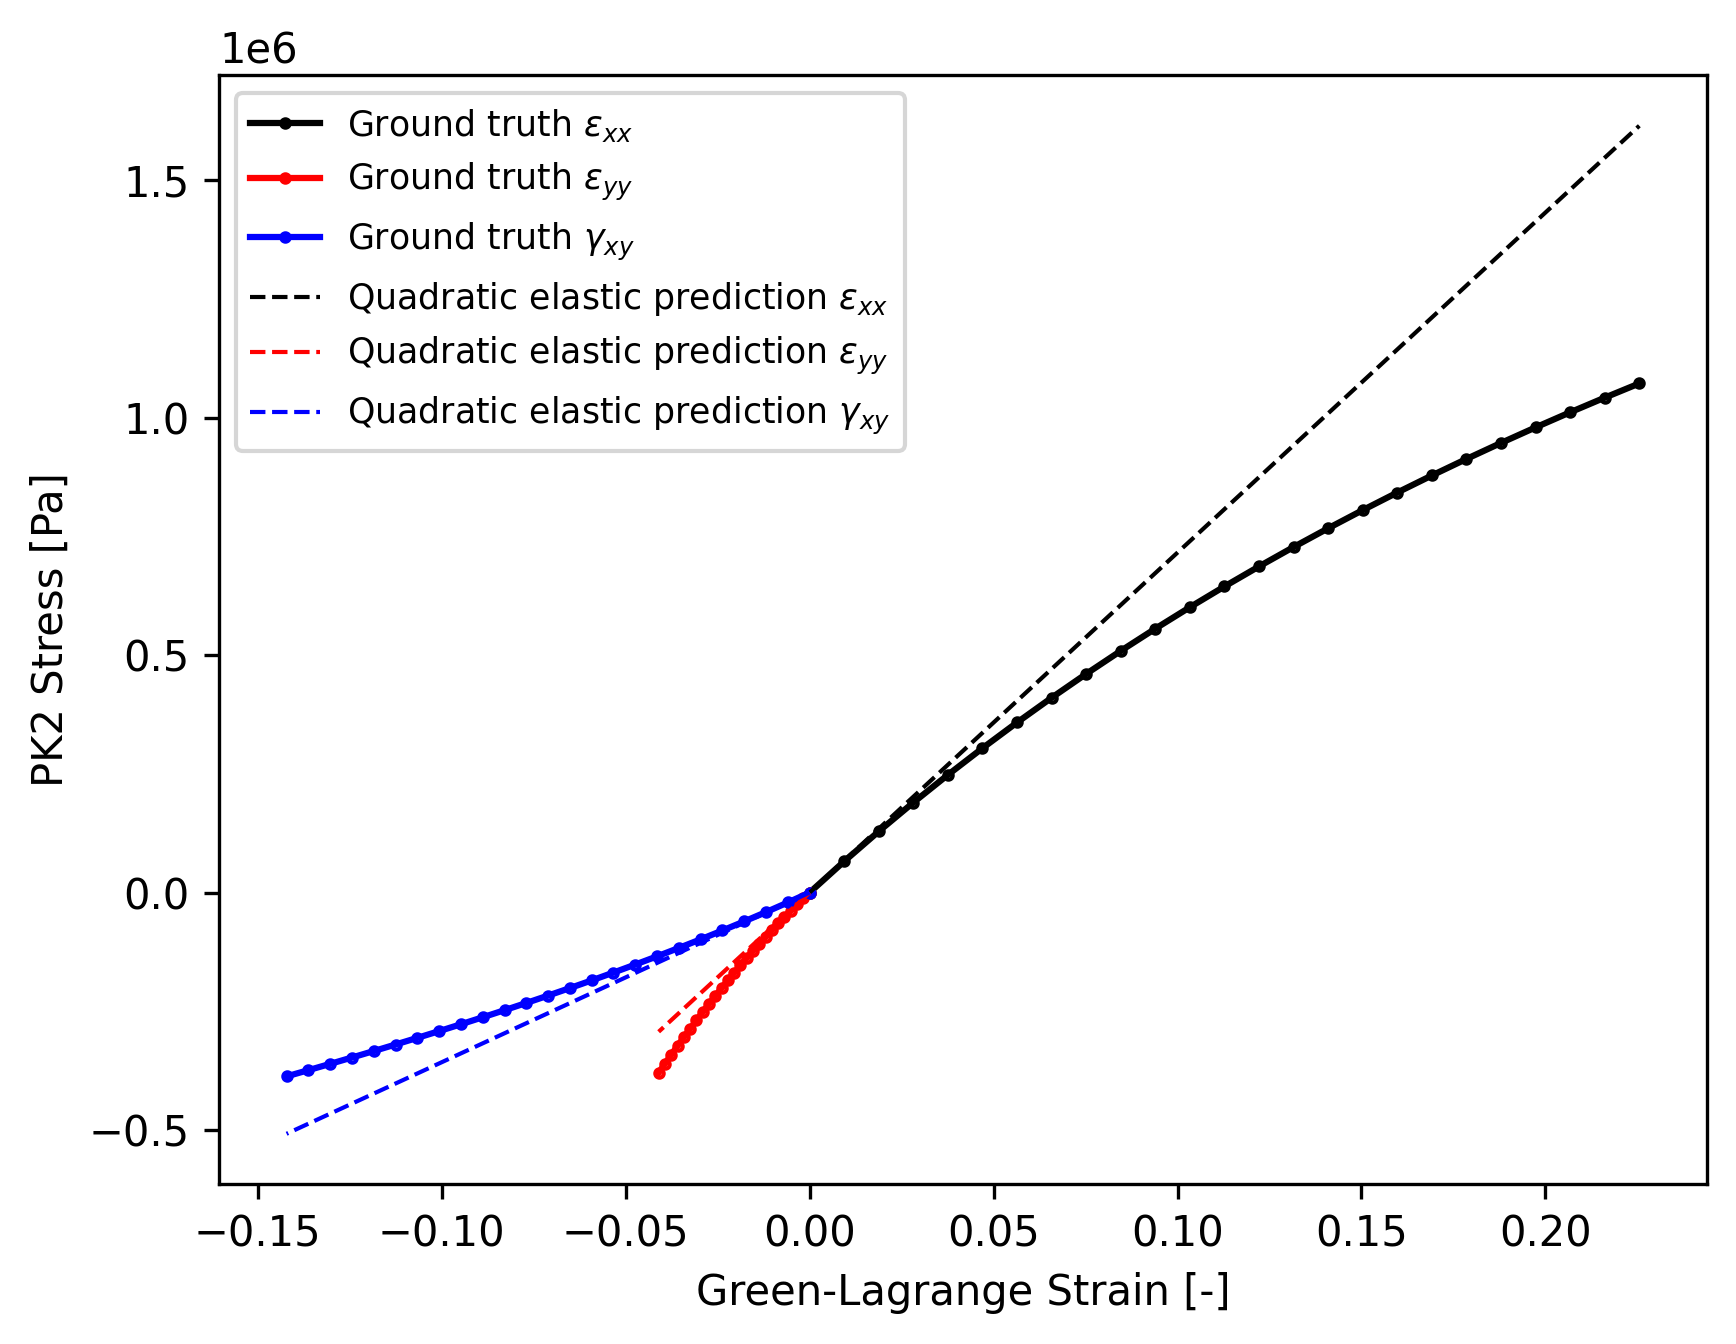 1e6
Ground truth εxx
Ground truth εyy
Ground truth γxy
Quadratic elastic prediction εxx
Quadratic elastic prediction εyy
Quadratic elastic prediction γxy
1.5
1.0
0.5
0.0
−0.5
PK2 Stress [Pa]
−0.15 −0.10 −0.05 0.00 0.05 0.10 0.15 0.20
Green-Lagrange Strain [-]